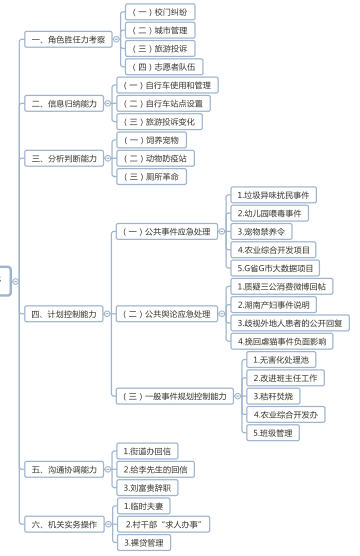 一、角色胜任力考察
（一）校门纠纷
（二）城市管理
（三）旅游投诉
（四）志愿者队伍
二、信息归纳能力
（一）自行车使用和管理
（二）自行车站点设置
（三）旅游投诉变化
三、分析判断能力
（一）饲养宠物
（二）动物防疫站
（三）厕所革命
四、计划控制能力
（一）公共事件应急处理
1.垃圾异味扰民事件
2.幼儿园喂毒事件
3.宠物禁养令
4.农业综合开发项目
5.G省G市大数据项目
（二）公共舆论应急处理
1.质疑三公消费微博回帖
2.湖南产妇事件说明
3.歧视外地人患者的公开回复
4.挽回虐猫事件负面影响
（三）一般事件规划控制能力
1.无害化处理池
2.改进班主任工作
3.秸秆焚烧
4.农业综合开发办
5.班级管理
五、沟通协调能力
1.街道办回信
2.给李先生的回信
3.刘富贵辞职
六、机关实务操作
1.临时夫妻
2.村干部“求人办事”
3.裸贷管理